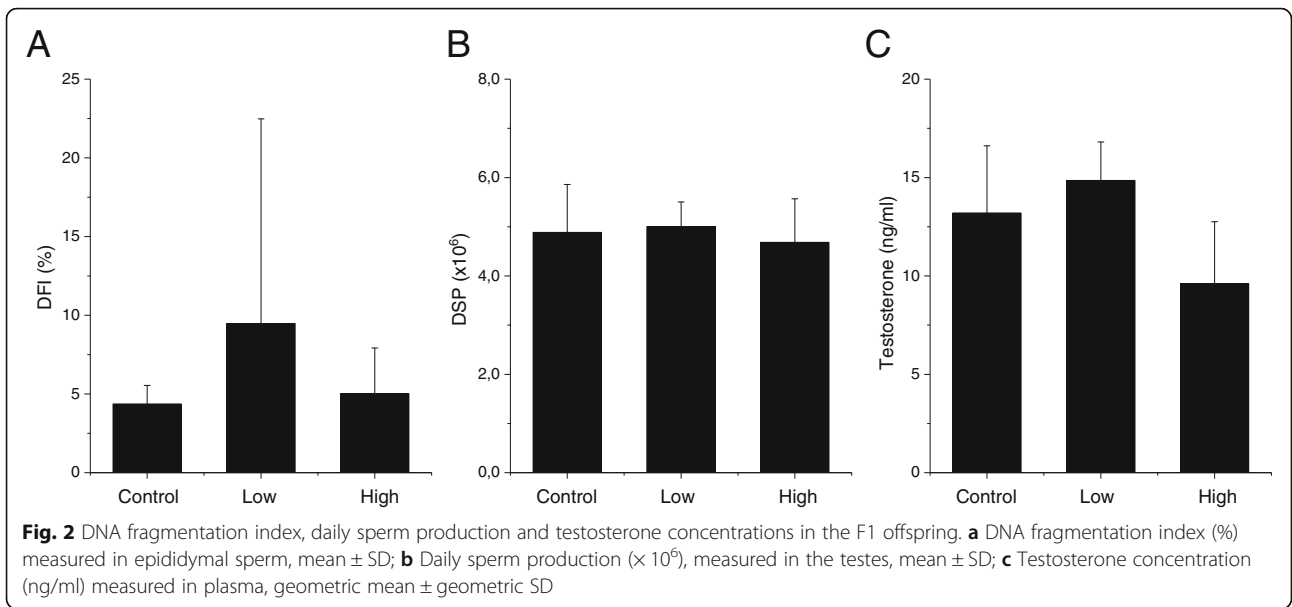 A
B
C
25
20
15
10
5
0
DFI (%)
Control Low High
8,0
6,0
4,0
2,0
0,0
DSP (x10⁶)
Control Low High
20
15
10
5
0
Testosterone (ng/ml)
Control Low High
Fig. 2 DNA fragmentation index, daily sperm production and testosterone concentrations in the F1 offspring. a DNA fragmentation index (%)
measured in epididymal sperm, mean ± SD; b Daily sperm production (× 10⁶), measured in the testes, mean ± SD; c Testosterone concentration
(ng/ml) measured in plasma, geometric mean ± geometric SD